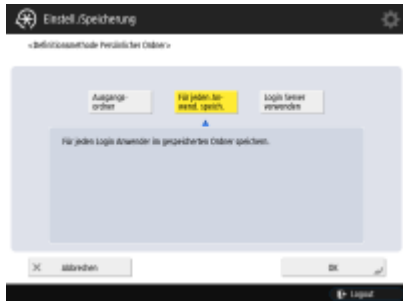 Einstell./Speicherung
<Definitionsmethode Persönlicher Ordner>
Ausgangs-
ordner
Für jeden An-
wend. speich.
Login Server
verwenden
Für jeden Login Anwender im gespeicherten Ordner speichern.
Abbrechen
OK
Logout